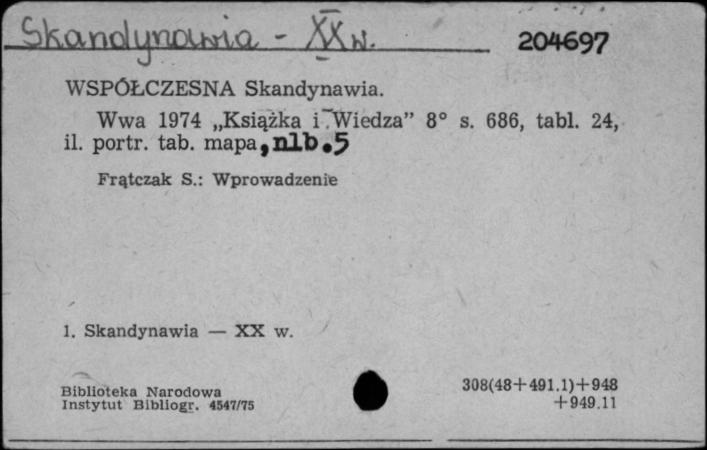 Skandynawia - XX w. 204697
WSPÓŁCZESNA Skandynawia.
Wwa 1974 „Książka i Wiedza” 8° s. 686, tabl. 24,
il. portr. tab. mapa, nlb.5
Frątczak S.: Wprowadzenie
1. Skandynawia — XX w.
Biblioteka Narodowa
Instytut Bibliogr. 4547/75
308(48+491.1)+948
+949.11